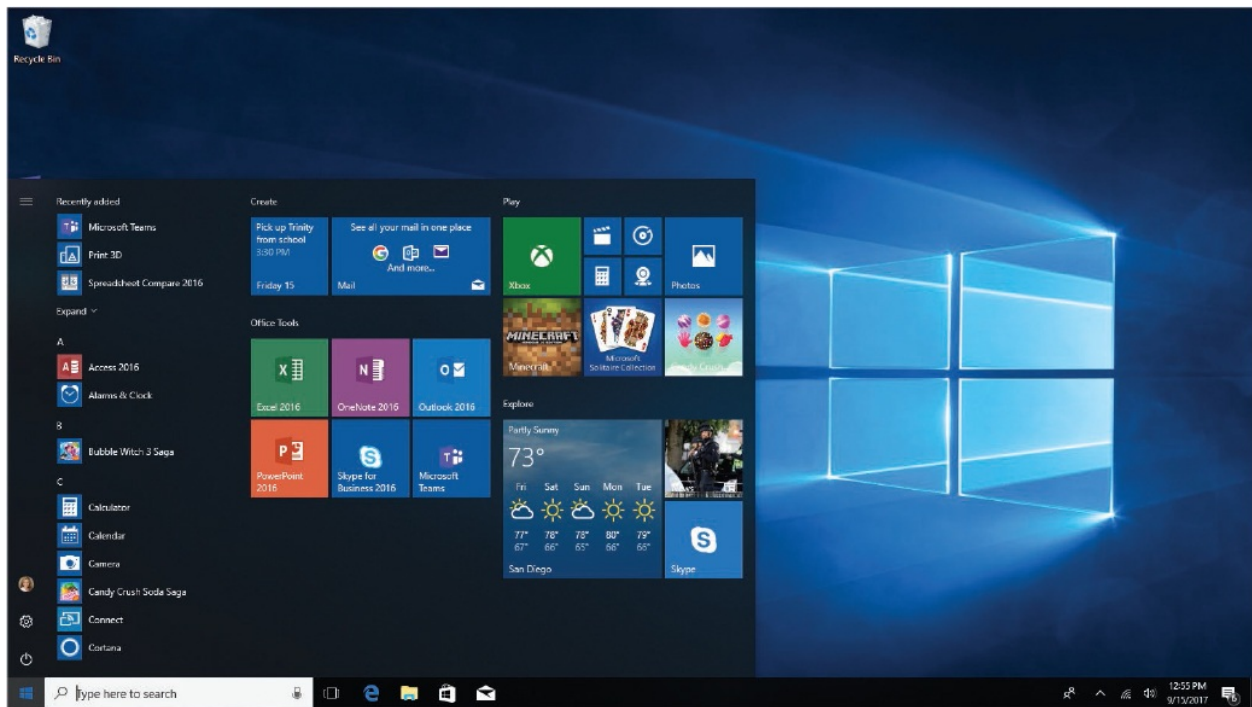 Recycle Bin
Recently added
Microsoft Teams
Print 3D
Spreadsheet Compare 2016
Expand
A
Access 2016
Alarms & Clock
B
Bubble Witch 3 Saga
C
Calculator
Calendar
Camera
Candy Crush Soda Saga
Connect
Cortana
Create
Pick up Trinity
from school
3:30 PM
Friday 15
See all your mail in one place
And more...
Mail
Office Tools
Excel 2016
OneNote 2016
Outlook 2016
PowerPoint
2016
Skype for
Business 2016
Microsoft
Teams
Play
Xbox
Photos
MINECRAFT
Minecraft
Microsoft
Solitaire Collection
Candy Crush
Explore
Partly Sunny
73°
Fri Sat Sun Mon Tue
77° 78° 78° 80° 79°
67° 66° 65° 66° 66°
San Diego
Skype
Type here to search
12:55 PM
9/15/2017